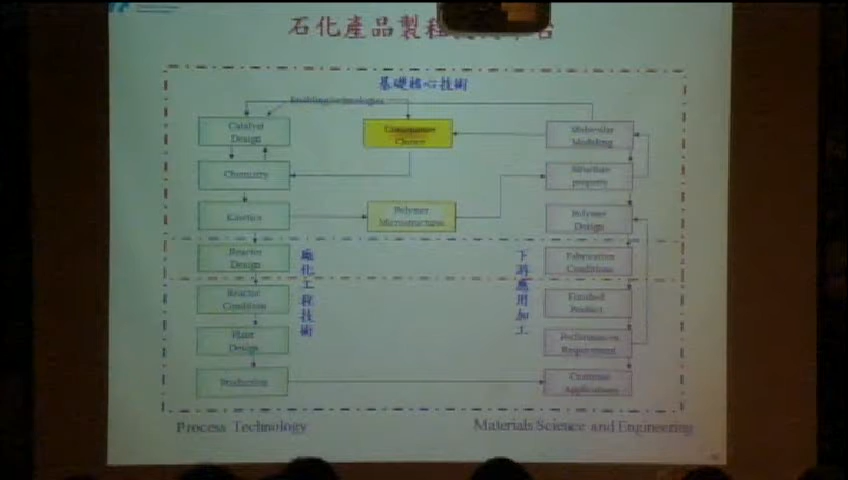 石化產品製程
基礎核心技術
Enabling technologies
Catalyst
Design
Chemistry
Kinetics
Reactor
Design
Reactor
Condition
Plant
Design
Production
Choice
Polymer
Microstructures
Molecular
Modeling
Structure
property
Polymer
Design
Fabrication
Conditions
Finished
Product
Performance
Requirement
Customer
Applications
廠化工程技術
下游應用加工
Process Technology
Materials Science and Engineering